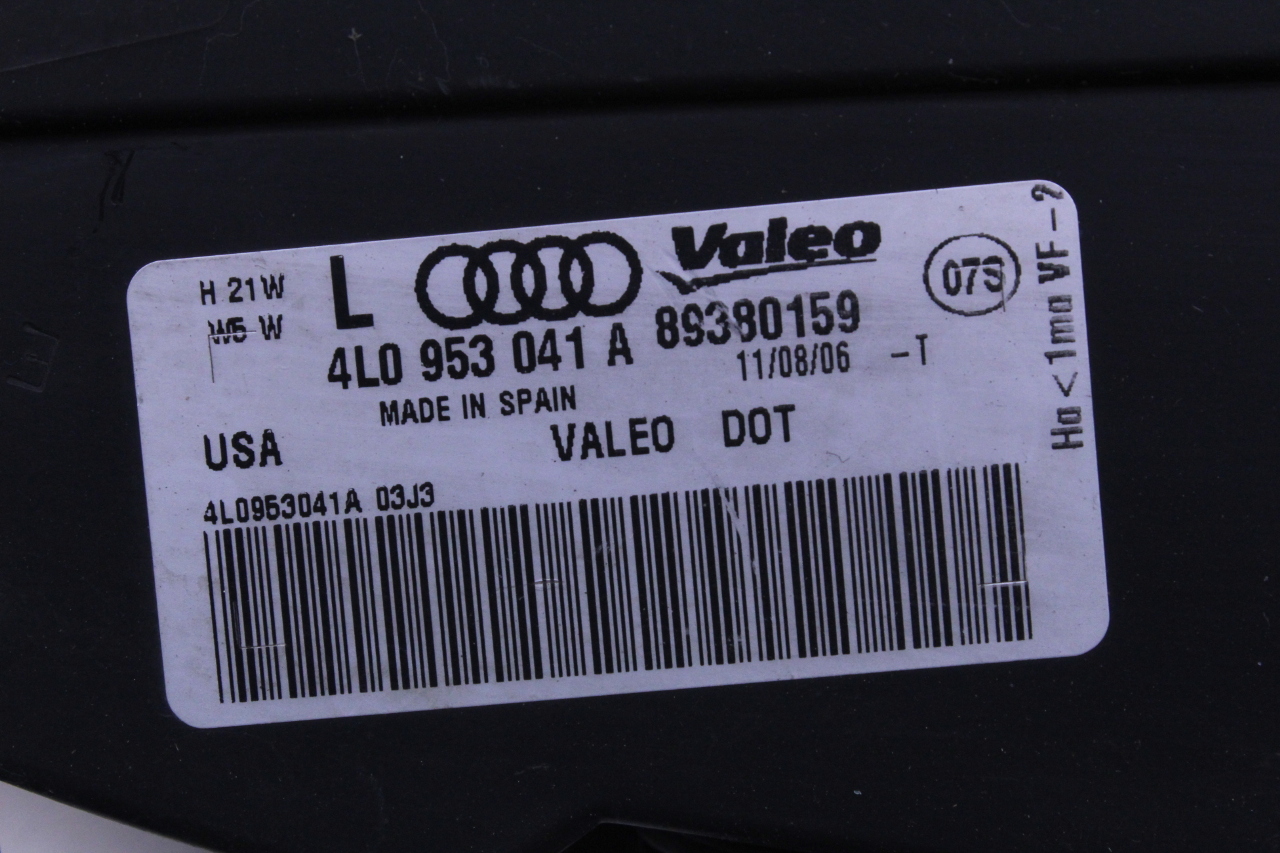 H 21W L Valeo
W5 W
4L0 953 041 A 89380159
11/08/06 -T
07S
MADE IN SPAIN
USA VALEO DOT
4L0953041A 03J3
Ha<1ma VF-2